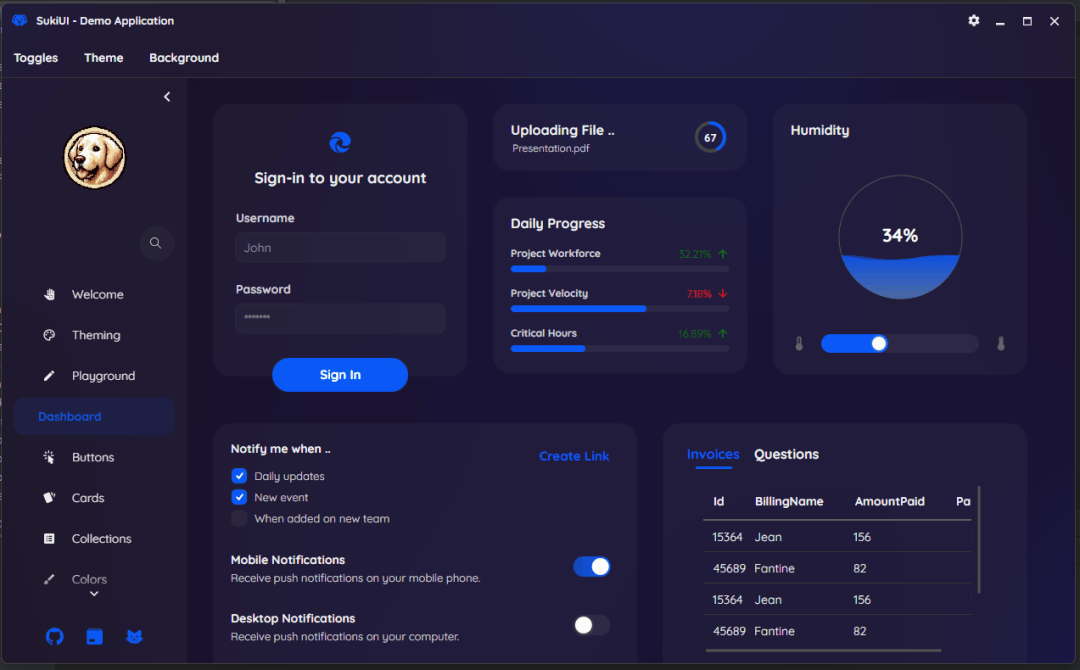 SukiUI - Demo Application
Toggles Theme Background
Welcome
Theming
Playground
Dashboard
Buttons
Cards
Collections
Colors
Sign-in to your account
Username
John
Password
*******
Sign In
Uploading File ..
Presentation.pdf
67
Daily Progress
Project Workforce 32.21%
Project Velocity 7.18%
Critical Hours 16.89%
Humidity
34%
Notify me when ..
Create Link
Daily updates
New event
When added on new team
Mobile Notifications
Receive push notifications on your mobile phone.
Desktop Notifications
Receive push notifications on your computer.
Invoices Questions
Id BillingName AmountPaid Pa
15364 Jean 156
45689 Fantine 82
15364 Jean 156
45689 Fantine 82